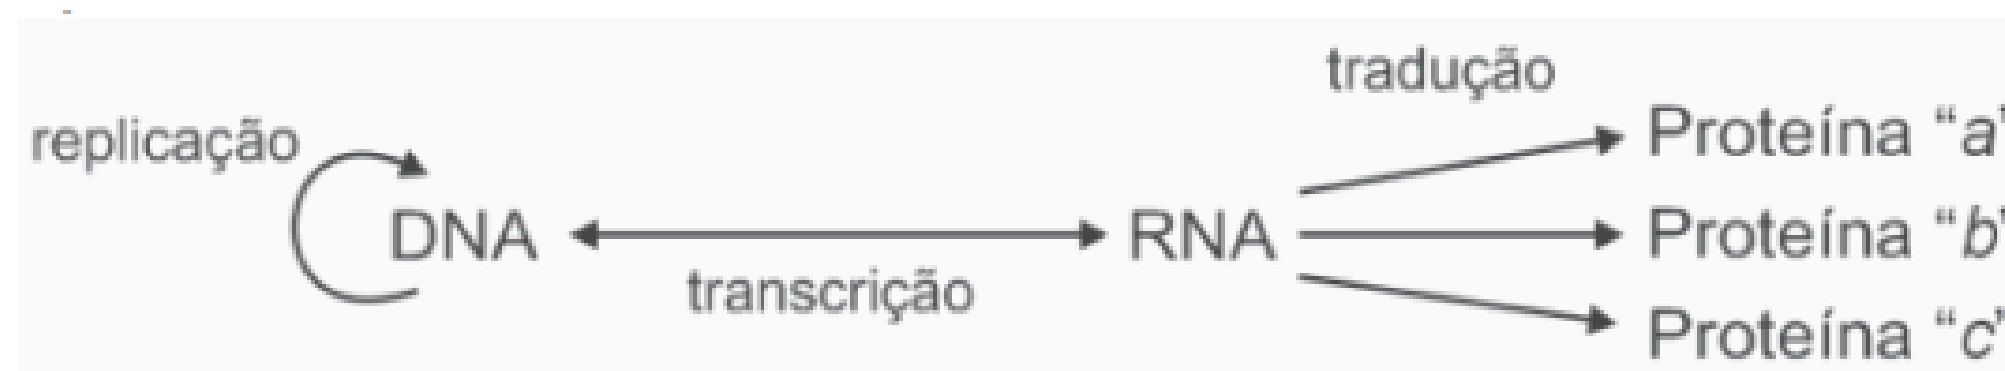 tradução
replicação
Proteína “a”
DNA
RNA
Proteína “b”
transcrição
Proteína “c”